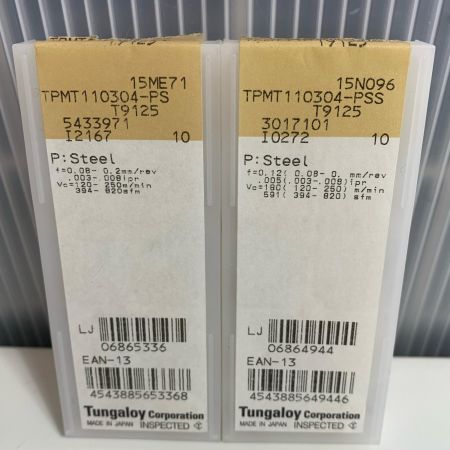 15ME71
TPMT110304-PS
T9125
5433971
I2167 10
P:Steel
f=0.08- 0.2mm/rev
.003-.008ipr
Vc=120- 250m/min
394- 820sfm
LJ
06865336
EAN-13
4543885653368
Tungaloy Corporation
MADE IN JAPAN INSPECTED
15N096
TPMT110304-PSS
T9125
3017101
I0272 10
P:Steel
f=0.12( 0.08- 0. mm/rev
.005(.003-.008)ipr
Vc=180( 120- 250) m/min
591( 394- 820) sfm
LJ
06864944
EAN-13
4543885649446
Tungaloy Corporation
MADE IN JAPAN INSPECTED